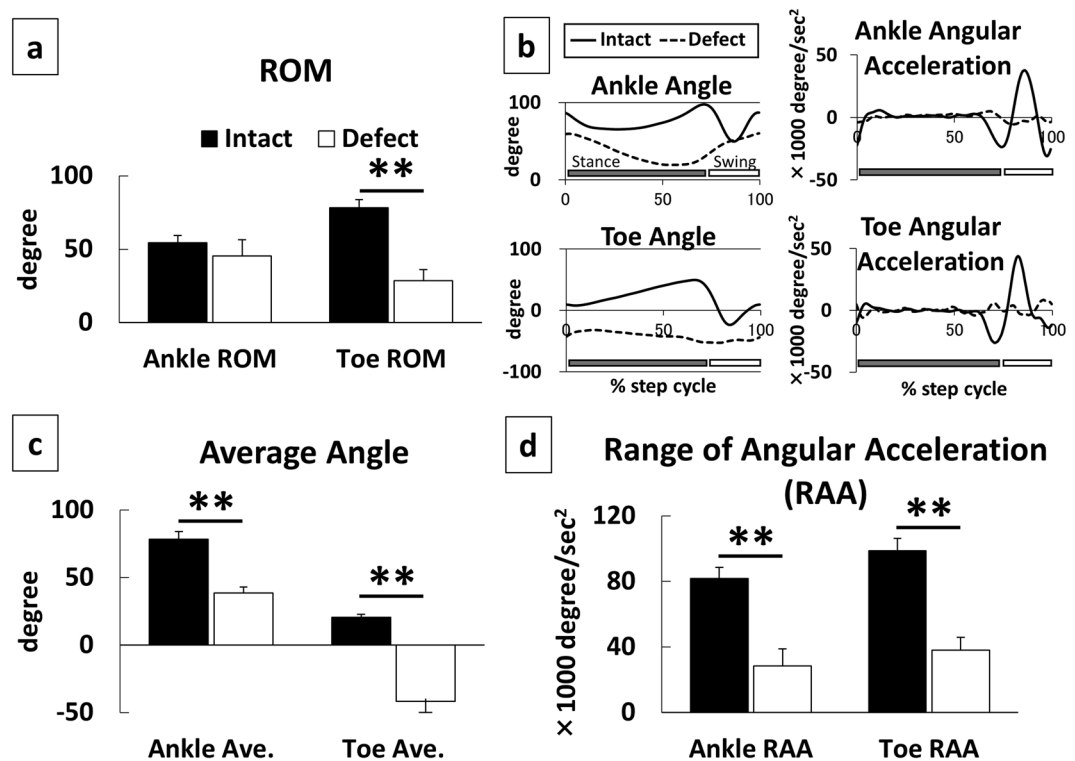 a
ROM
Intact Defect
**
100
50
0
degree
Ankle ROM Toe ROM
b
Intact Defect
Ankle Angle
100
50
0
degree
Stance Swing
0 50 100
Ankle Angular
Acceleration
50
0
-50
×1000 degree/sec²
0 50 100
Toe Angle
100
0
-100
degree
0 50 100
% step cycle
Toe Angular
Acceleration
50
0
-50
×1000 degree/sec²
0 50 100
% step cycle
c
Average Angle
**
**
100
50
0
-50
degree
Ankle Ave. Toe Ave.
d
Range of Angular Acceleration
(RAA)
**
**
120
80
40
0
×1000 degree/sec²
Ankle RAA Toe RAA